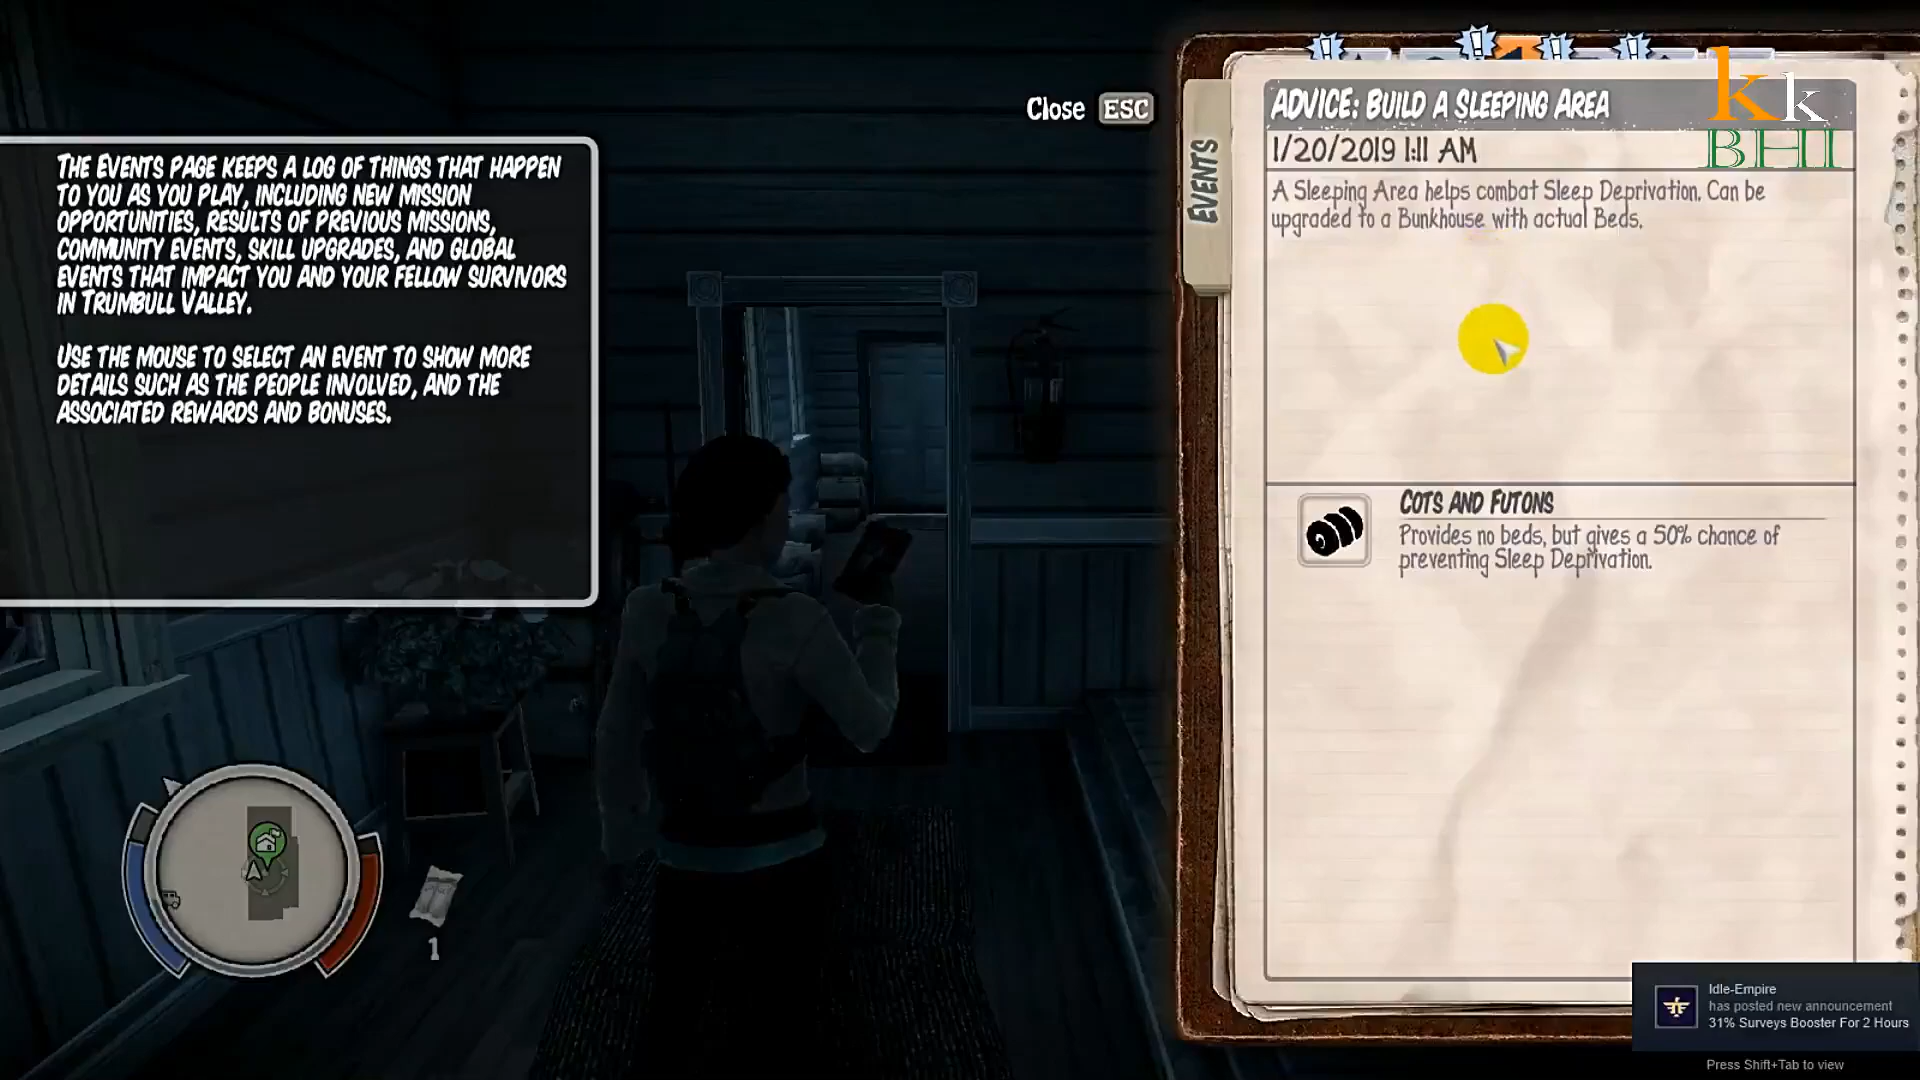 Close ESC
THE EVENTS PAGE KEEPS A LOG OF THINGS THAT HAPPEN
TO YOU AS YOU PLAY, INCLUDING NEW MISSION
OPPORTUNITIES, RESULTS OF PREVIOUS MISSIONS,
COMMUNITY EVENTS, SKILL UPGRADES, AND GLOBAL
EVENTS THAT IMPACT YOU AND YOUR FELLOW SURVIVORS
IN TRUMBULL VALLEY.
USE THE MOUSE TO SELECT AN EVENT TO SHOW MORE
DETAILS SUCH AS THE PEOPLE INVOLVED, AND THE
ASSOCIATED REWARDS AND BONUSES.
1
EVENTS
ADVICE: BUILD A SLEEPING AREA
1/20/2019 1:11 AM
A Sleeping Area helps combat Sleep Deprivation. Can be
upgraded to a Bunkhouse with actual Beds.
COTS AND FUTONS
Provides no beds, but gives a 50% chance of
preventing Sleep Deprivation.
kk
BHI
Idle-Empire
has posted new announcement
31% Surveys Booster For 2 Hours
Press Shift+Tab to view